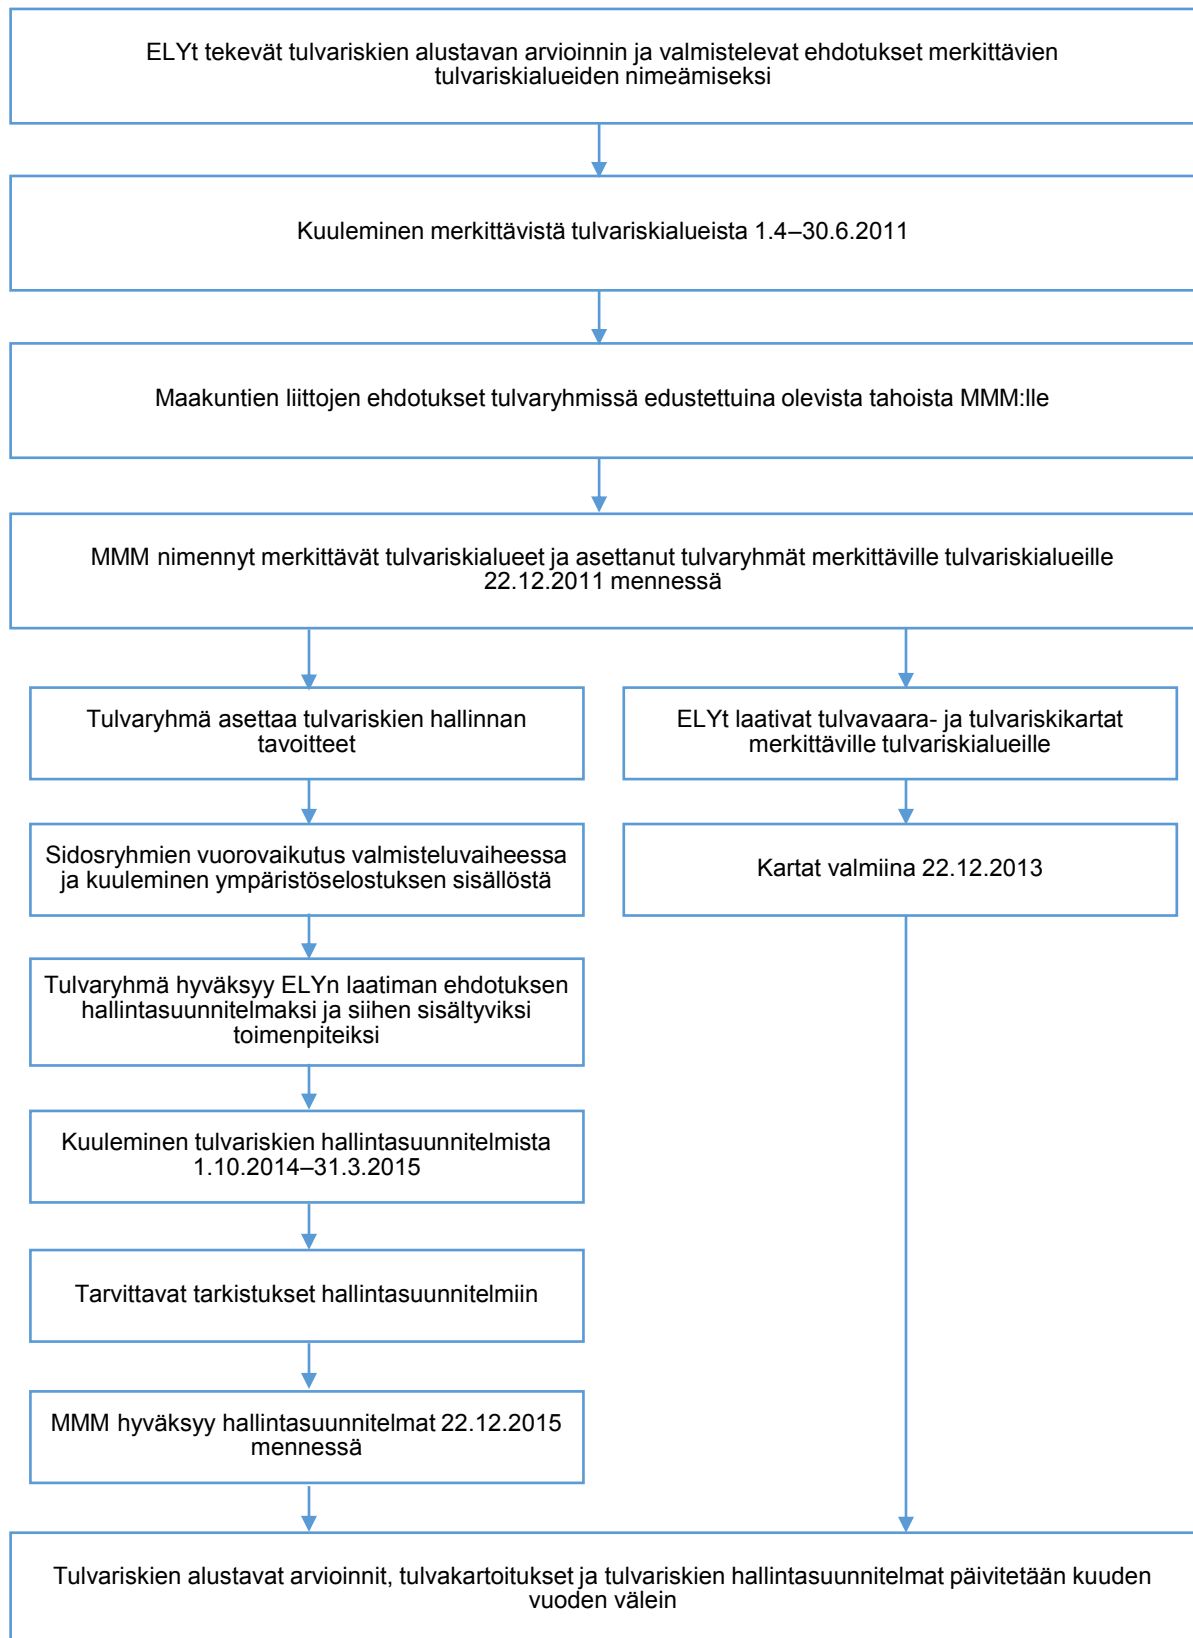 ELYt tekevät tulvariskien alustavan arvioinnin ja valmistelevat ehdotukset merkittävien
tulvariskialueiden nimeämiseksi
Kuuleminen merkittävistä tulvariskialueista 1.4–30.6.2011
Maakuntien liittojen ehdotukset tulvaryhmissä edustettuina olevista tahoista MMM:lle
MMM nimennyt merkittävät tulvariskialueet ja asettanut tulvaryhmät merkittäville tulvariskialueille
22.12.2011 mennessä
Tulvaryhmä asettaa tulvariskien hallinnan
tavoitteet
Sidosryhmien vuorovaikutus valmisteluvaiheessa
ja kuuleminen ympäristöselostuksen sisällöstä
Tulvaryhmä hyväksyy ELYn laatiman ehdotuksen
hallintasuunnitelmaksi ja siihen sisältyviksi
toimenpiteiksi
Kuuleminen tulvariskien hallintasuunnitelmista
1.10.2014–31.3.2015
Tarvittavat tarkistukset hallintasuunnitelmiin
MMM hyväksyy hallintasuunnitelmat 22.12.2015
mennessä
ELYt laativat tulvavaara- ja tulvariskikartat
merkittäville tulvariskialueille
Kartat valmiina 22.12.2013
Tulvariskien alustavat arvioinnit, tulvakartoitukset ja tulvariskien hallintasuunnitelmat päivitetään kuuden
vuoden välein